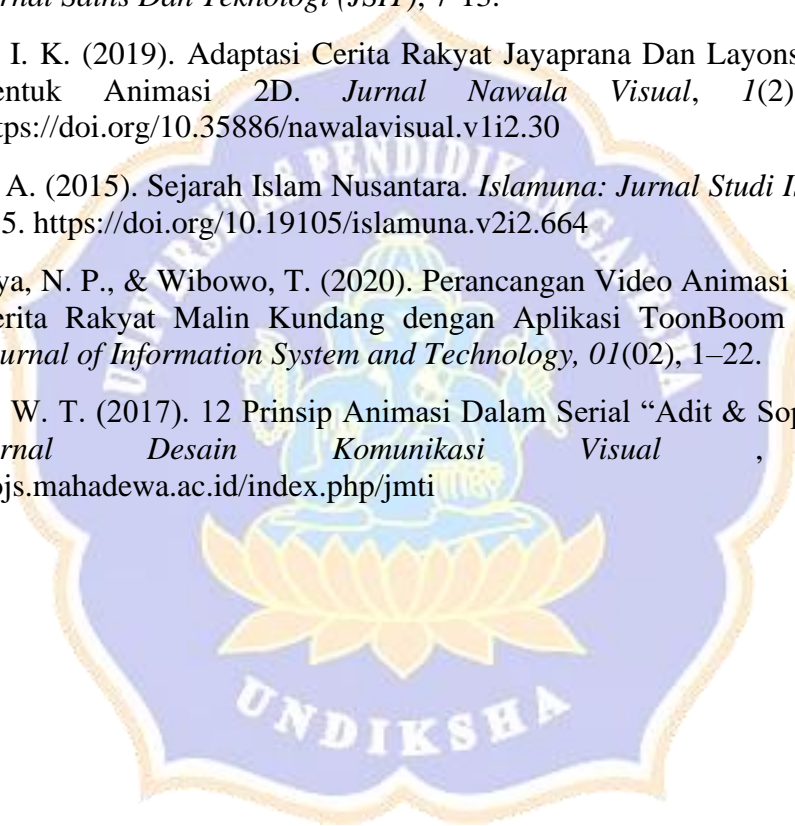 rnal Sains Dan Teknologi (JSIT), 7-13.
I. K. (2019). Adaptasi Cerita Rakyat Jayaprana Dan Layons
entuk Animasi 2D. Jurnal Nawala Visual, 1(2)
tps://doi.org/10.35886/nawalavisual.v1i2.30
A. (2015). Sejarah Islam Nusantara. Islamuna: Jurnal Studi I
5. https://doi.org/10.19105/islamuna.v2i2.664
ya, N. P., & Wibowo, T. (2020). Perancangan Video Animasi
erita Rakyat Malin Kundang dengan Aplikasi ToonBoom
ournal of Information System and Technology, 01(02), 1–22.
W. T. (2017). 12 Prinsip Animasi Dalam Serial “Adit & Sop
rnal Desain Komunikasi Visual ,
ojs.mahadewa.ac.id/index.php/jmti
UNIVERSITAS PENDIDIKAN GANESHA
UNDIKSHA